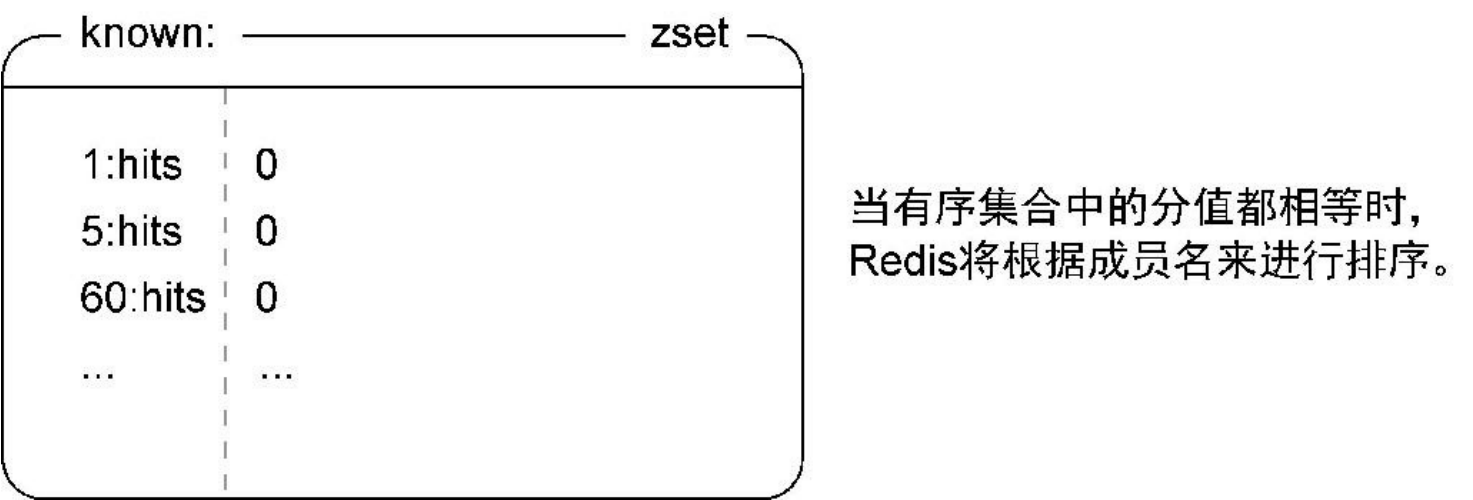 known: zset
1:hits 0
5:hits 0
60:hits 0
... ...
当有序集合中的分值都相等时，
Redis将根据成员名来进行排序。